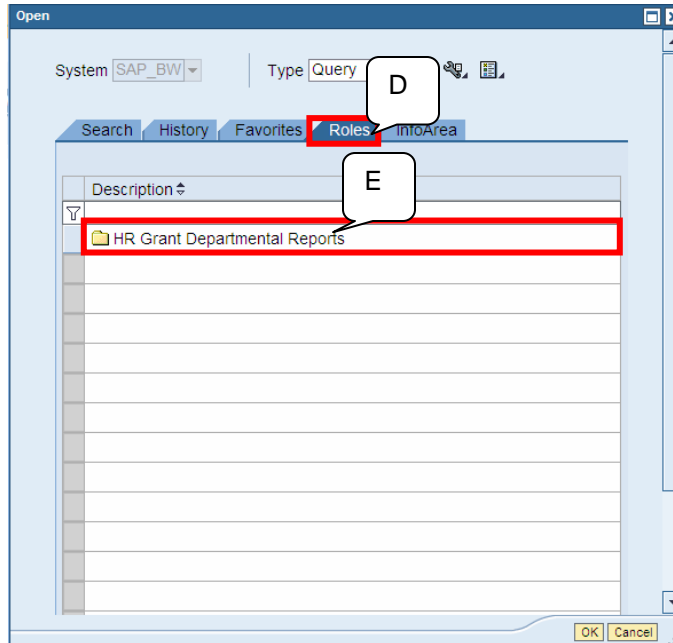 Open
System SAP_BW Type Query
D
Search History Favorites Roles InfoArea
E
Description
HR Grant Departmental Reports
OK Cancel